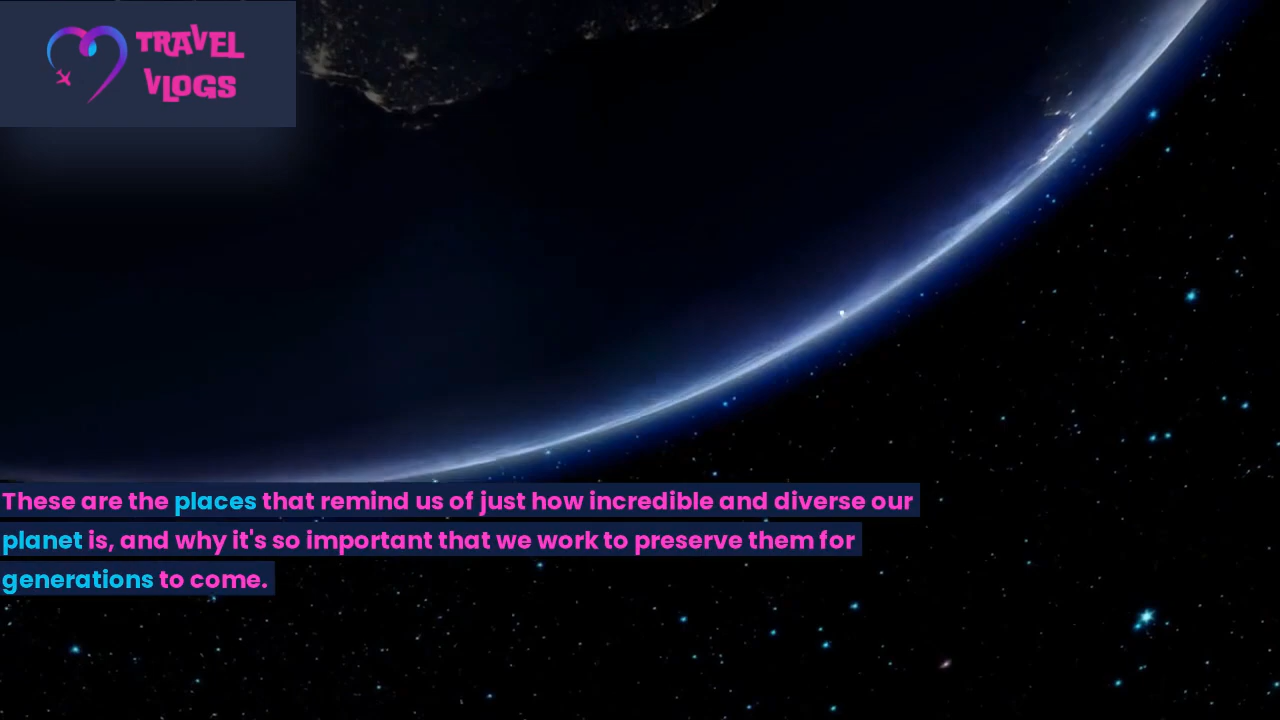 TRAVEL
VLOGS
These are the places that remind us of just how incredible and diverse our
planet is, and why it's so important that we work to preserve them for
generations to come.